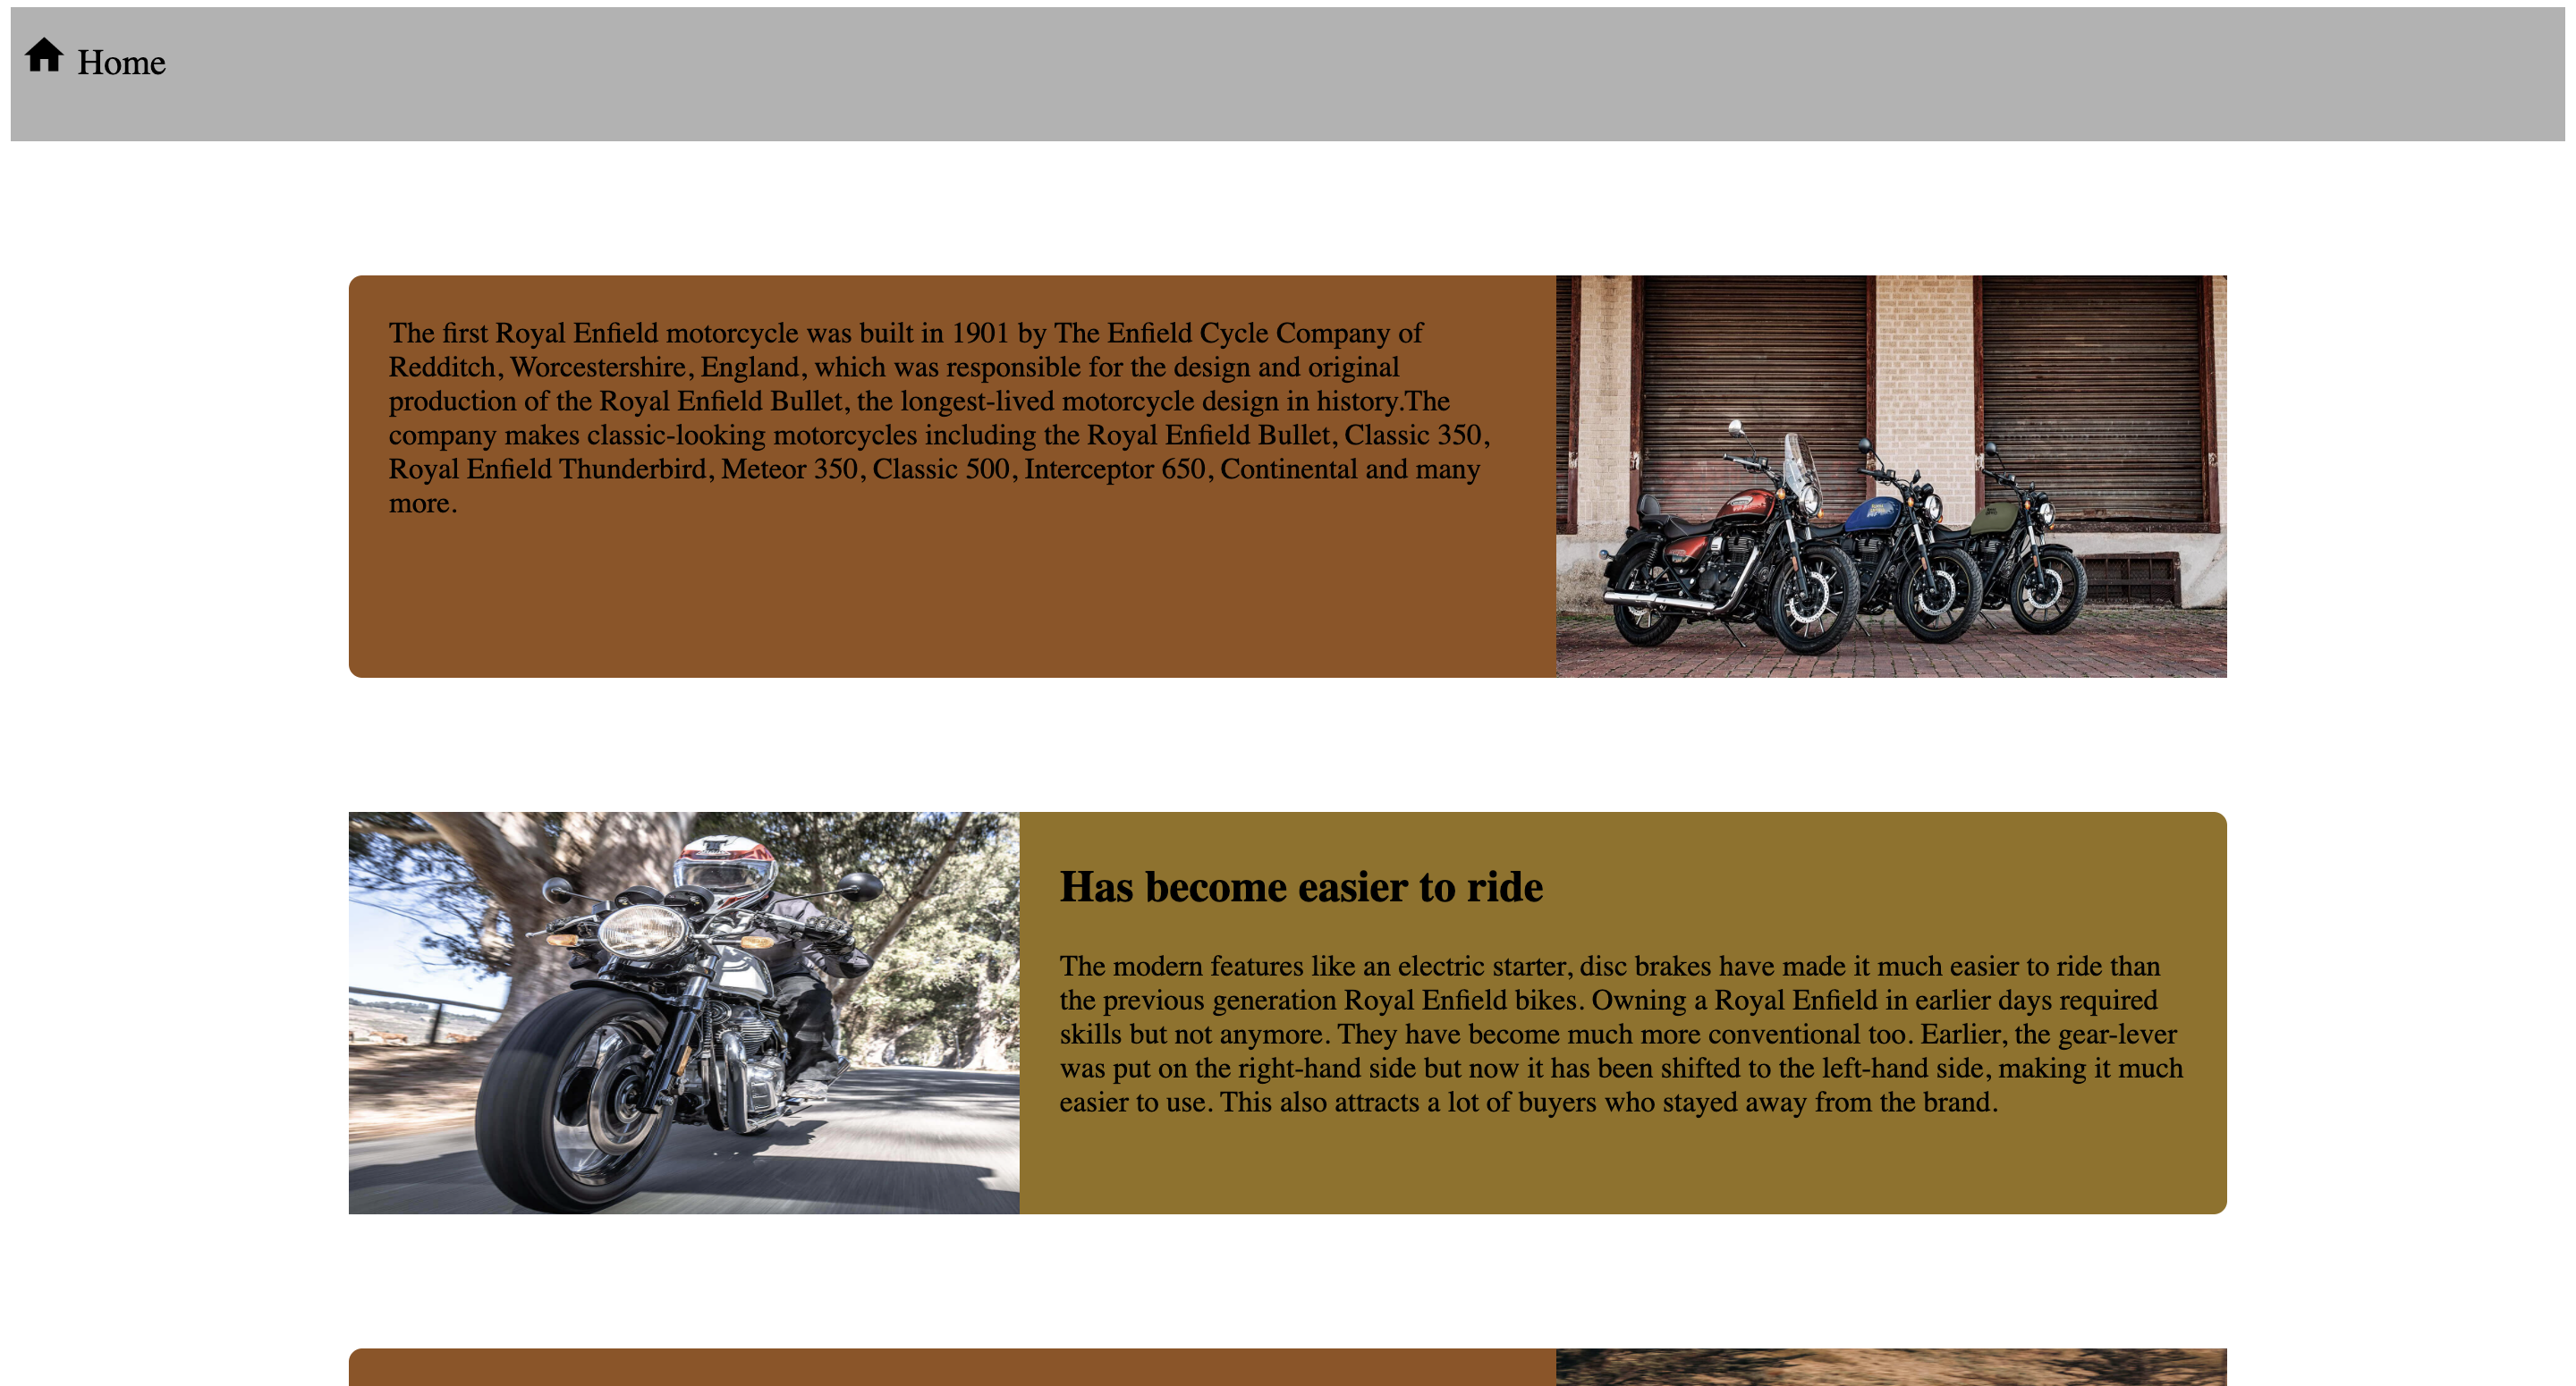 Home
The first Royal Enfield motorcycle was built in 1901 by The Enfield Cycle Company of
Redditch, Worcestershire, England, which was responsible for the design and original
production of the Royal Enfield Bullet, the longest-lived motorcycle design in history.The
company makes classic-looking motorcycles including the Royal Enfield Bullet, Classic 350,
Royal Enfield Thunderbird, Meteor 350, Classic 500, Interceptor 650, Continental and many
more.
Has become easier to ride
The modern features like an electric starter, disc brakes have made it much easier to ride than
the previous generation Royal Enfield bikes. Owning a Royal Enfield in earlier days required
skills but not anymore. They have become much more conventional too. Earlier, the gear-lever
was put on the right-hand side but now it has been shifted to the left-hand side, making it much
easier to use. This also attracts a lot of buyers who stayed away from the brand.